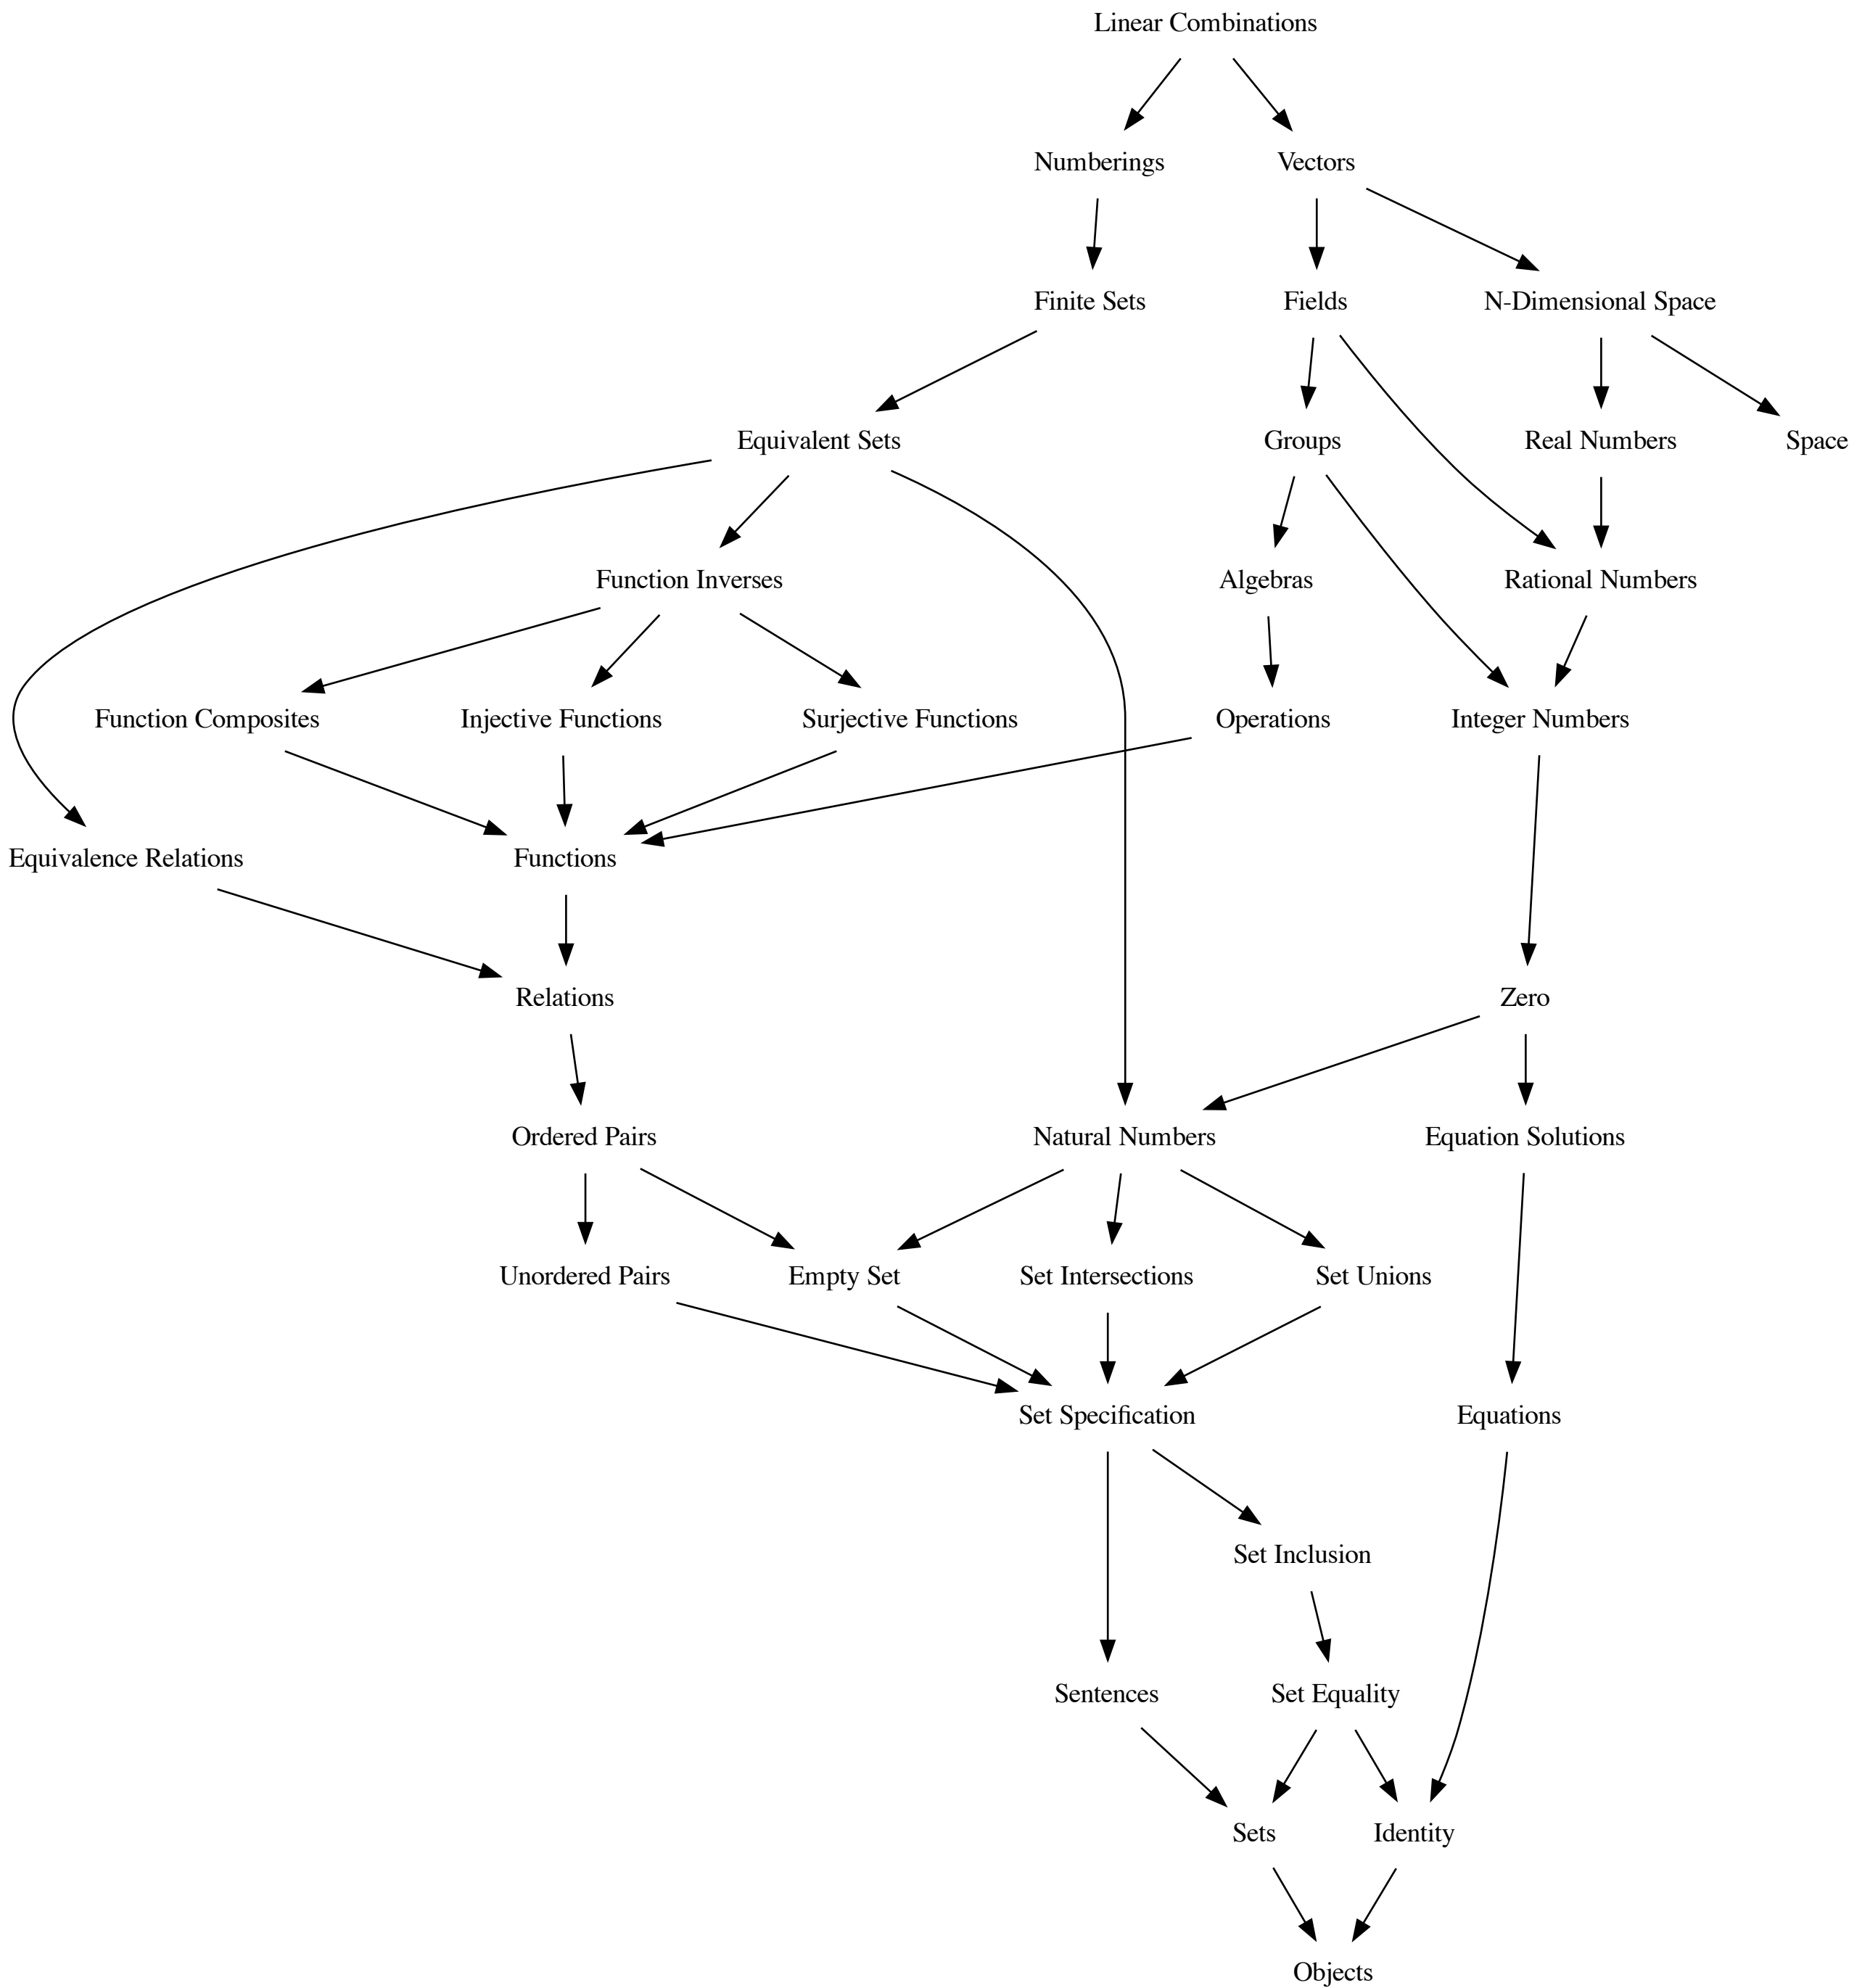 Linear Combinations
Numberings
Vectors
Finite Sets
Fields
N-Dimensional Space
Equivalent Sets
Groups
Real Numbers
Space
Function Inverses
Algebras
Rational Numbers
Function Composites
Injective Functions
Surjective Functions
Operations
Integer Numbers
Equivalence Relations
Functions
Relations
Zero
Ordered Pairs
Natural Numbers
Equation Solutions
Unordered Pairs
Empty Set
Set Intersections
Set Unions
Set Specification
Equations
Set Inclusion
Sentences
Set Equality
Sets
Identity
Objects